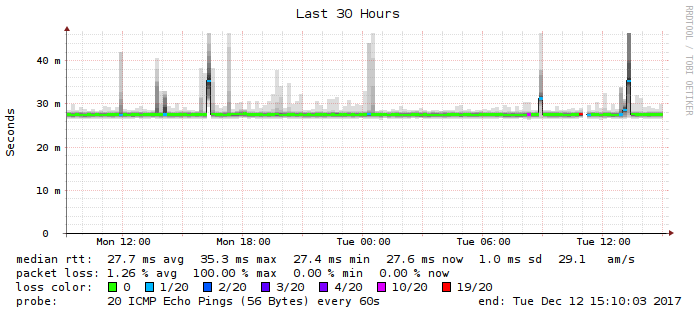 Last 30 Hours
RRDTOOL / TOBI OETIKER
Seconds
40 m
30 m
20 m
10 m
0
Mon 12:00 Mon 18:00 Tue 00:00 Tue 06:00 Tue 12:00
median rtt: 27.7 ms avg 35.3 ms max 27.4 ms min 27.6 ms now 1.0 ms sd 29.1 am/s
packet loss: 1.26 % avg 100.00 % max 0.00 % min 0.00 % now
loss color: 0 1/20 2/20 3/20 4/20 10/20 19/20
probe: 20 ICMP Echo Pings (56 Bytes) every 60s end: Tue Dec 12 15:10:03 2017